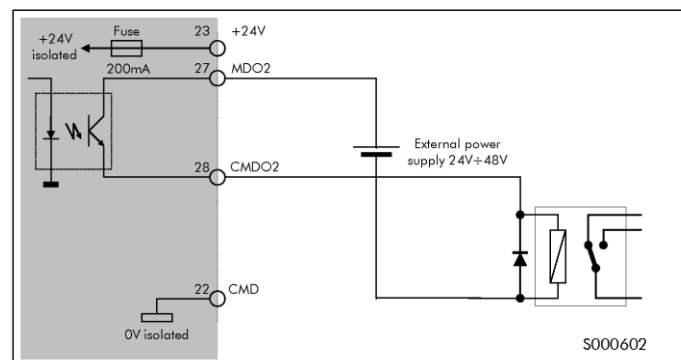 +24V
isolated
Fuse
200mA
23 +24V
27 MDO2
28 CMDO2
External power
supply 24V÷48V
22 CMD
0V isolated
S000602